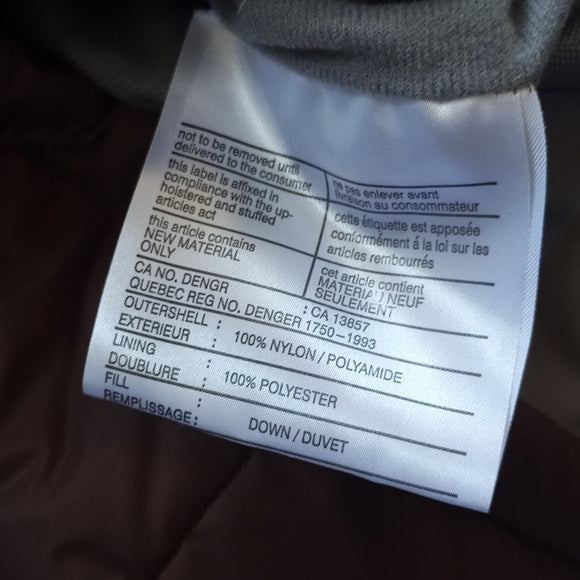 not to be removed until
delivered to the consumer
ne pas enlever avant
livraison au consommateur
this label is affixed in
compliance with the up-
holstered and stuffed
articles act
cette étiquette est apposée
conformément á la loi sur les
articles rembourrés
this article contains
NEW MATERIAL
ONLY
cet article contient
MATERIAU NEUF
SEULEMENT
CA NO. DENGR : CA 13857
QUEBEC REG NO. DENGER 1750-1993
OUTERSHELL :
EXTERIEUR : 100% NYLON / POLYAMIDE
LINING :
DOUBLURE : 100% POLYESTER
FILL :
REMPLISSAGE: DOWN / DUVET